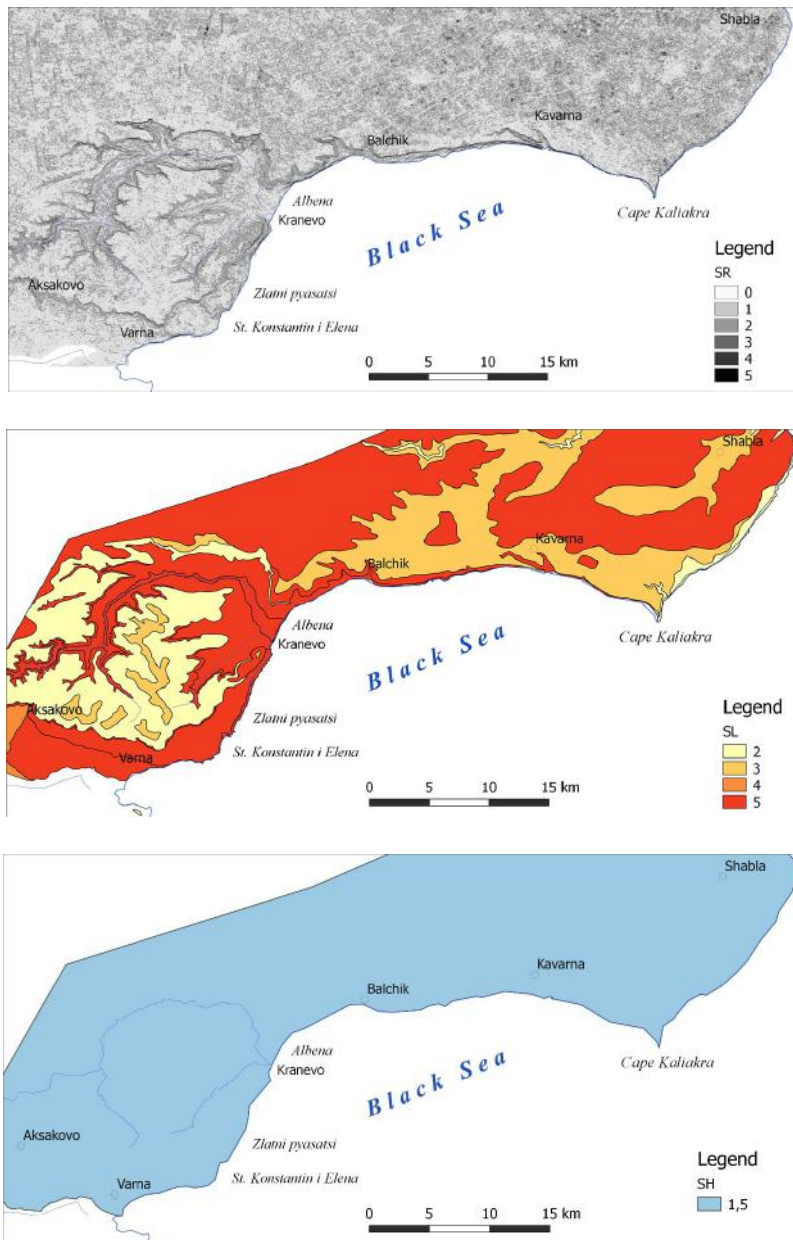 Shabla
Kavarna
Balchik
Albena
Kranevo
Cape Kaliakra
Black Sea
Aksakovo
Zlatni pyasatsi
Varna
St. Konstantin i Elena
Legend
SR
0
1
2
3
4
5
0 5 10 15 km
Shabla
Kavarna
Balchik
Albena
Kranevo
Cape Kaliakra
Black Sea
Aksakovo
Zlatni pyasatsi
Varna
St. Konstantin i Elena
Legend
SL
2
3
4
5
0 5 10 15 km
Shabla
Kavarna
Balchik
Albena
Kranevo
Cape Kaliakra
Black Sea
Aksakovo
Zlatni pyasatsi
Varna
St. Konstantin i Elena
Legend
SH
1,5
0 5 10 15 km